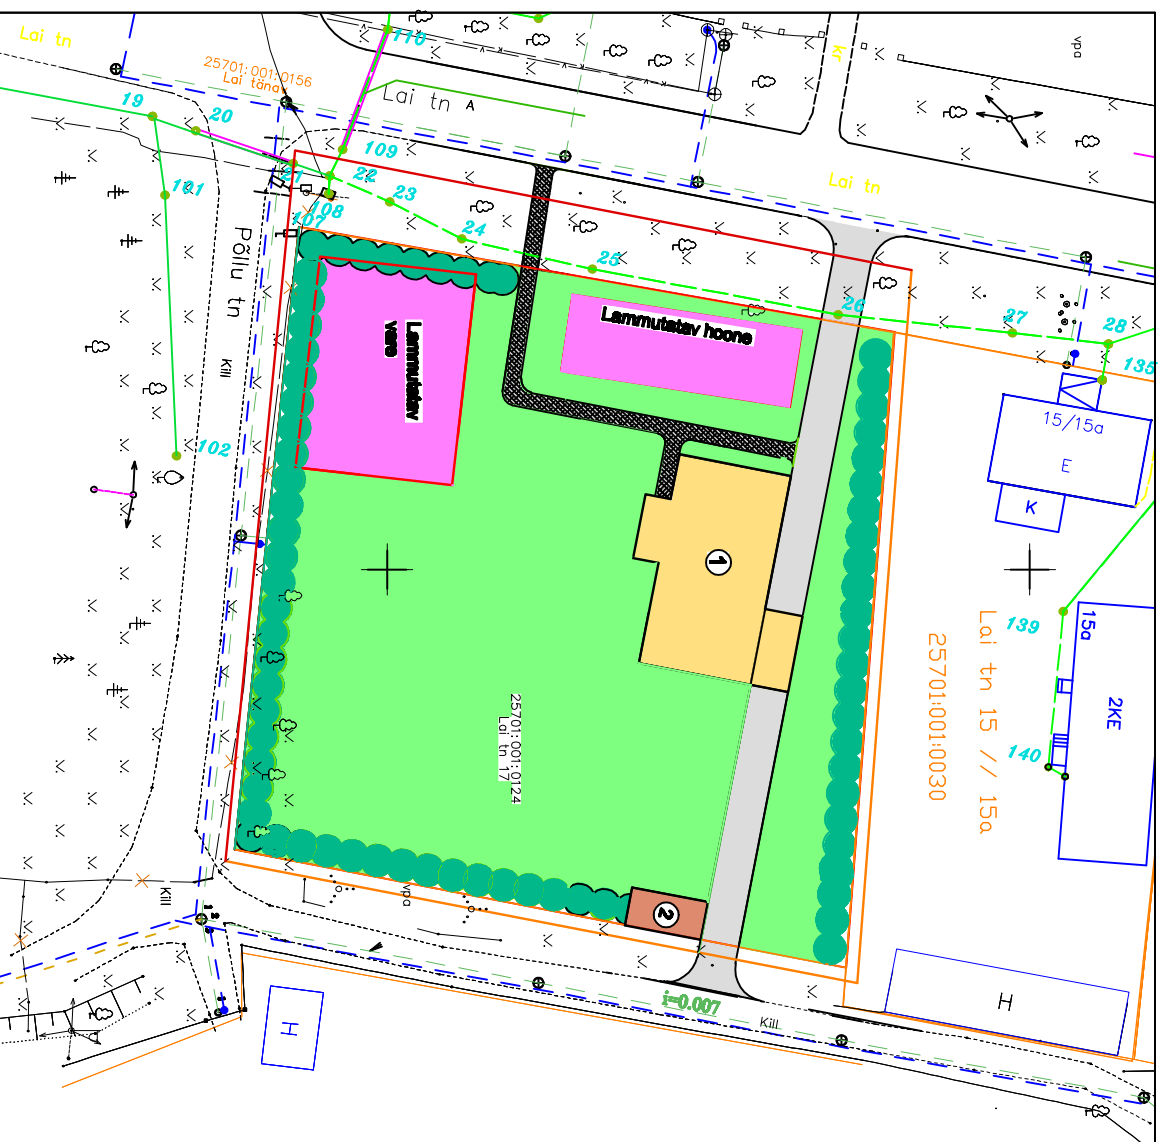 Lai tn
110
vpa
kr
25701:001:0156
Lai tänav
Lai tn A
19
20
109
101
21
22
23
Lai tn
108
107
24
25
Põllu tn
26
27
28
135
Lammutatav hoone
Lammutatav
vare
Kill
102
15/15a
E
K
1
139
15a
Lai tn 15 // 15a
25701:001:0030
2KE
140
25701:001:0124
Lai tn 17
Kill
vpa
2
H
i=0.007
Kill
H